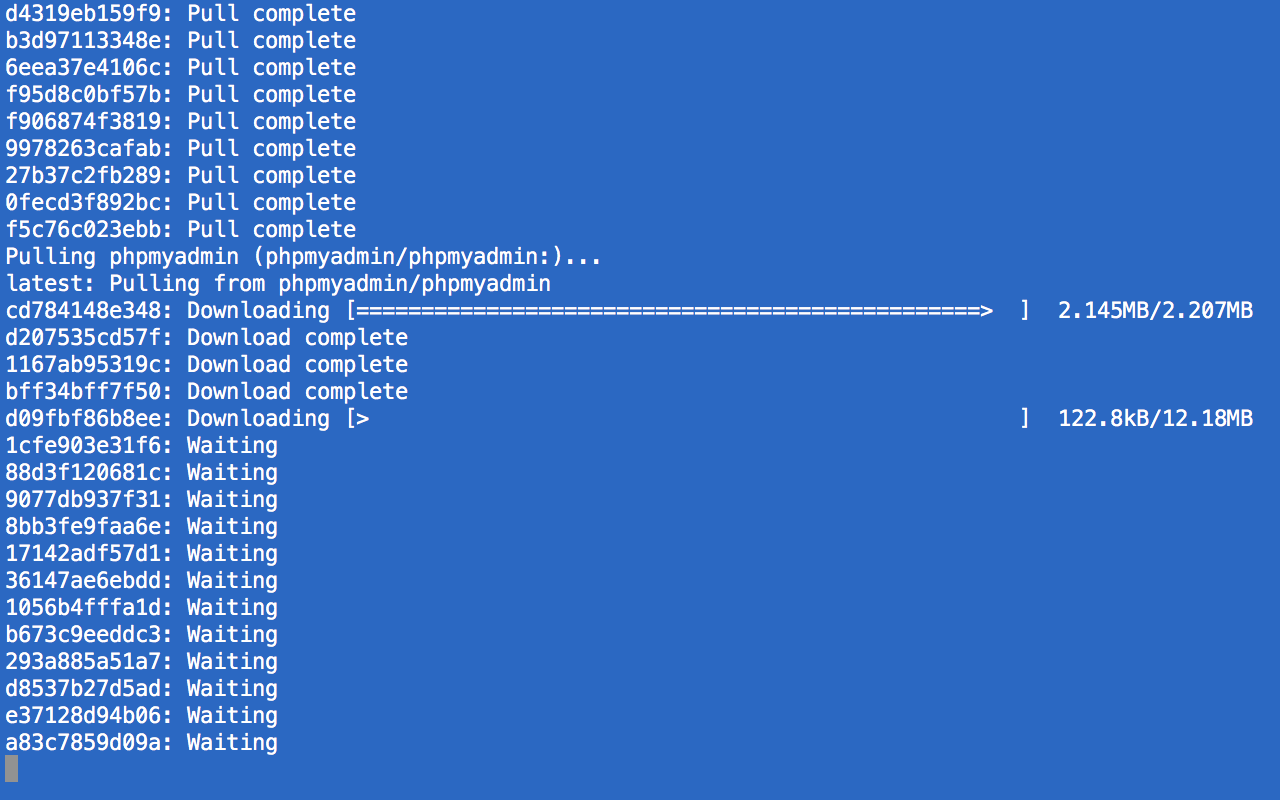 d4319eb159f9: Pull complete
b3d97113348e: Pull complete
6eea37e4106c: Pull complete
f95d8c0bf57b: Pull complete
f906874f3819: Pull complete
9978263cafab: Pull complete
27b37c2fb289: Pull complete
0fecd3f892bc: Pull complete
f5c76c023ebb: Pull complete
Pulling phpmyadmin (phpmyadmin/phpmyadmin:)...
latest: Pulling from phpmyadmin/phpmyadmin
cd784148e348: Downloading [================================================>  ]  2.145MB/2.207MB
d207535cd57f: Download complete
1167ab95319c: Download complete
bff34bff7f50: Download complete
d09fbf86b8ee: Downloading [>                                                  ]  122.8kB/12.18MB
1cfe903e31f6: Waiting
88d3f120681c: Waiting
9077db937f31: Waiting
8bb3fe9faa6e: Waiting
17142adf57d1: Waiting
36147ae6ebdd: Waiting
1056b4fffa1d: Waiting
b673c9eeddc3: Waiting
293a885a51a7: Waiting
d8537b27d5ad: Waiting
e37128d94b06: Waiting
a83c7859d09a: Waiting